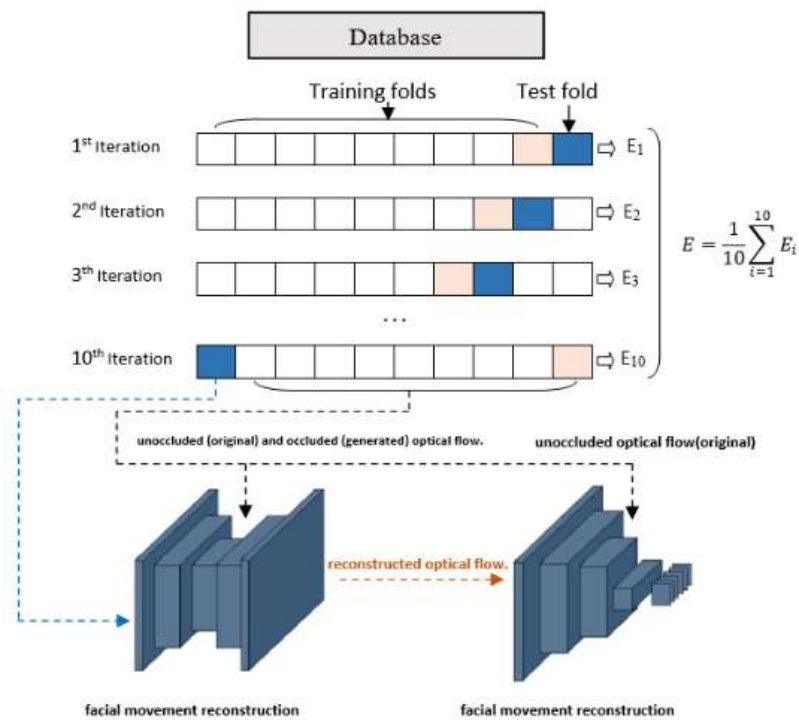 Database
Training folds
Test fold
1st Iteration
E1
2nd Iteration
E2
3th Iteration
E3
...
10th Iteration
E10
E = 1/10 ∑ i=1 10 Ei
unoccluded (original) and occluded (generated) optical flow.
unoccluded optical flow(original)
reconstructed optical flow.
facial movement reconstruction
facial movement reconstruction